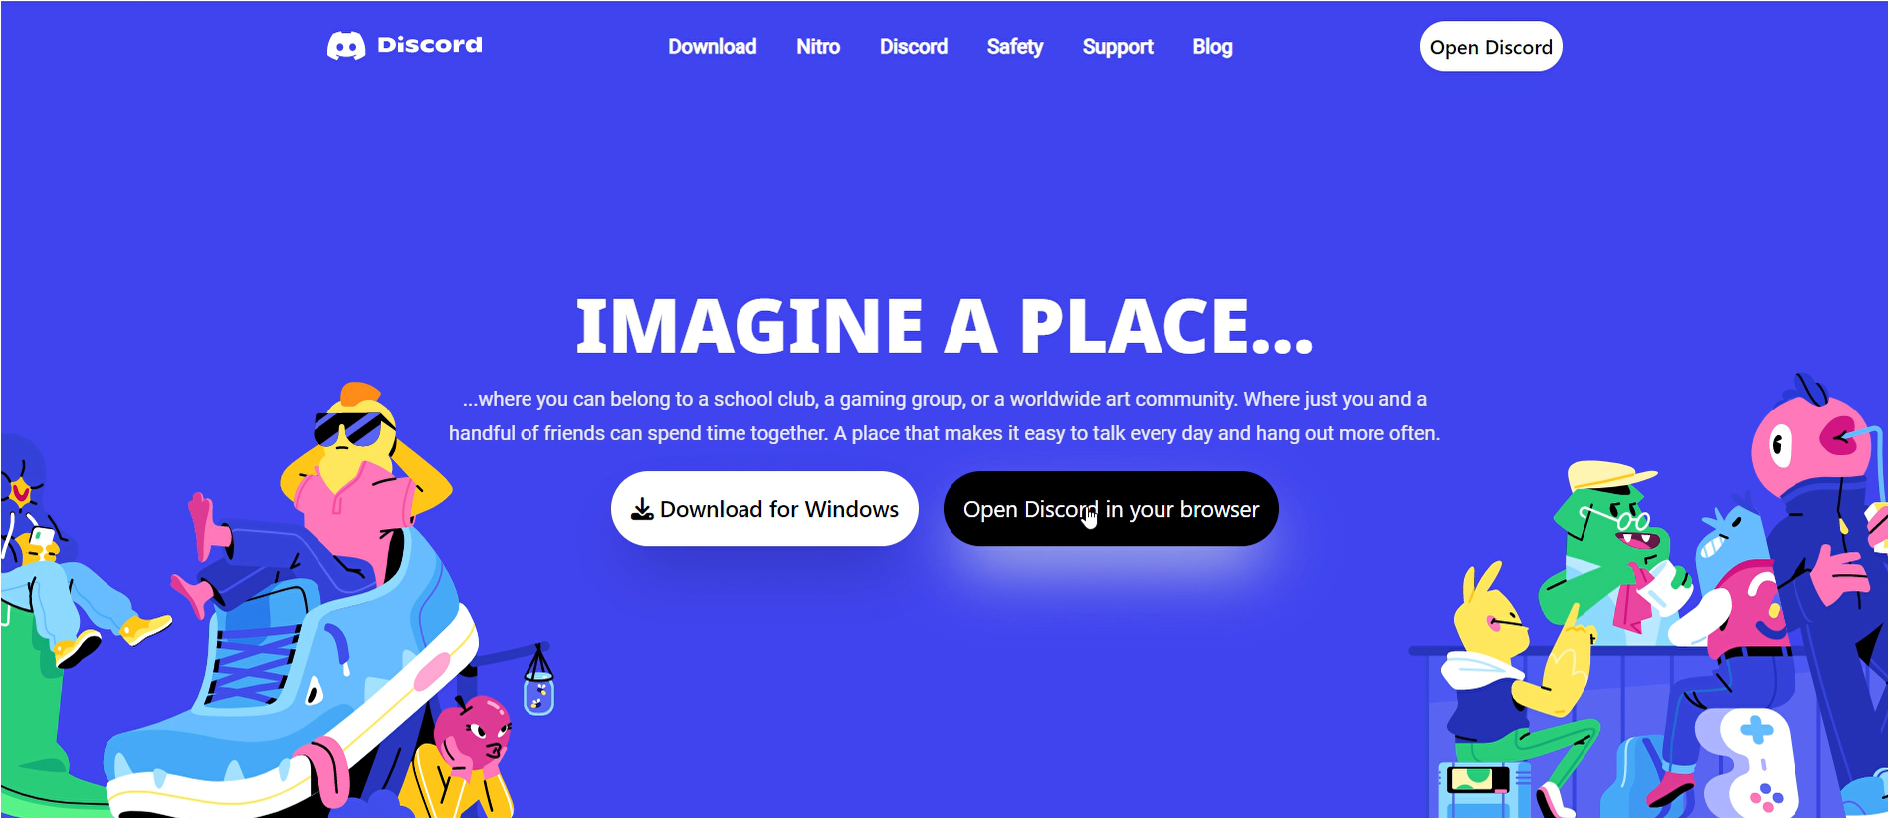 Discord
Download Nitro Discord Safety Support Blog
Open Discord
IMAGINE A PLACE...
...where you can belong to a school club, a gaming group, or a worldwide art community. Where just you and a
handful of friends can spend time together. A place that makes it easy to talk every day and hang out more often.
Download for Windows
Open Discord in your browser